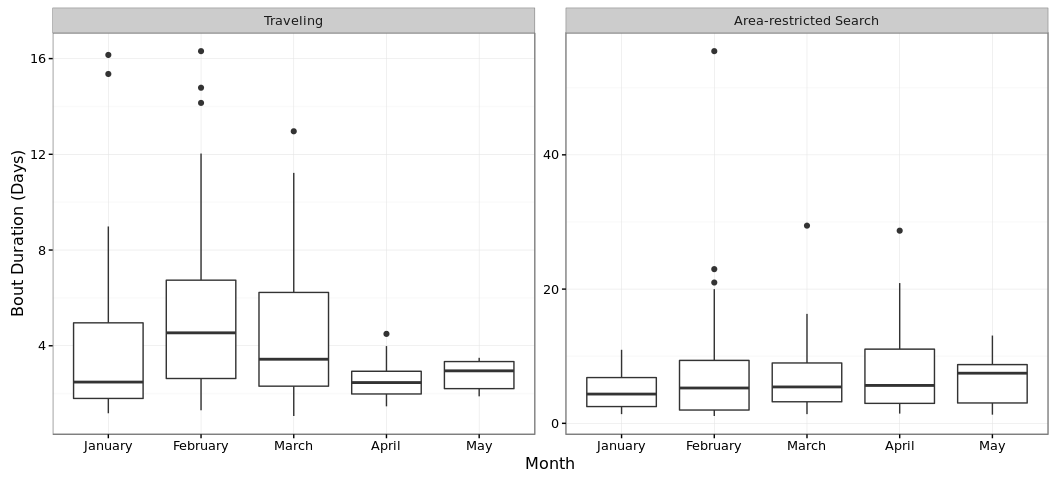 Traveling
Area-restricted Search
Bout Duration (Days)
16
12
8
4
40
20
0
January February March April May
January February March April May
Month